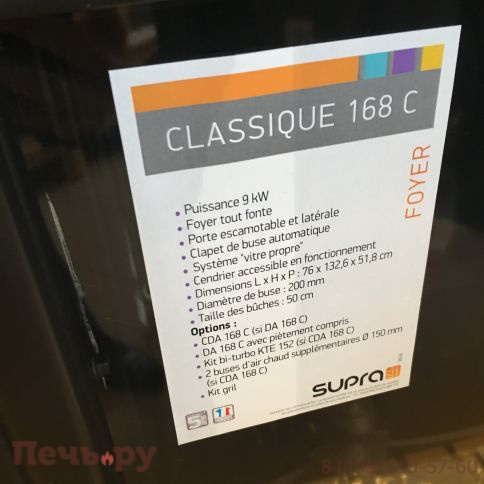 CLASSIQUE 168 C
FOYER
• Puissance 9 kW
• Foyer tout fonte
• Porte escamotable et latérale
• Clapet de buse automatique
• Système "vitre propre"
• Cendrier accessible en fonctionnement
• Dimensions L x H x P : 76 x 132,6 x 51,8 cm
• Diamètre de buse : 200 mm
• Taille des bûches : 50 cm
Options :
• CDA 168 C (si DA 168 C)
• DA 168 C avec piètement compris
• Kit bi-turbo KTE 152 (si CDA 168 C)
• 2 buses d'air chaud supplémentaires Ø 150 mm
(si CDA 168 C)
• Kit gril
supra
5
Печь.ру